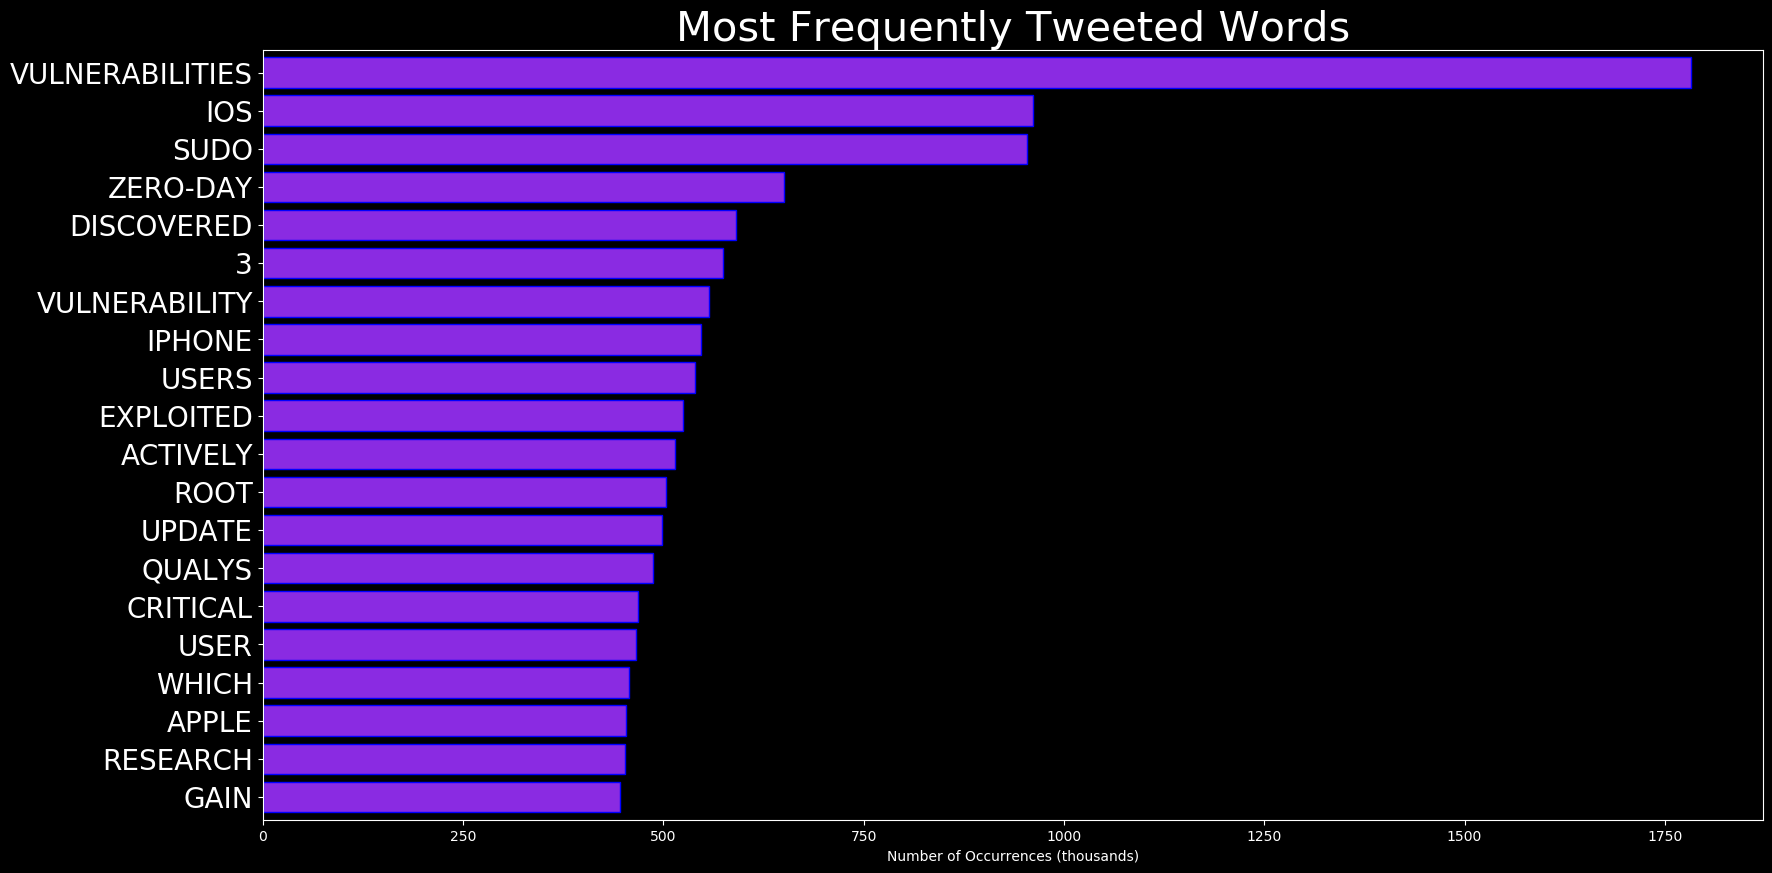 Most Frequently Tweeted Words
VULNERABILITIES
IOS
SUDO
ZERO-DAY
DISCOVERED
3
VULNERABILITY
IPHONE
USERS
EXPLOITED
ACTIVELY
ROOT
UPDATE
QUALYS
CRITICAL
USER
WHICH
APPLE
RESEARCH
GAIN
0 250 500 750 1000 1250 1500 1750
Number of Occurrences (thousands)